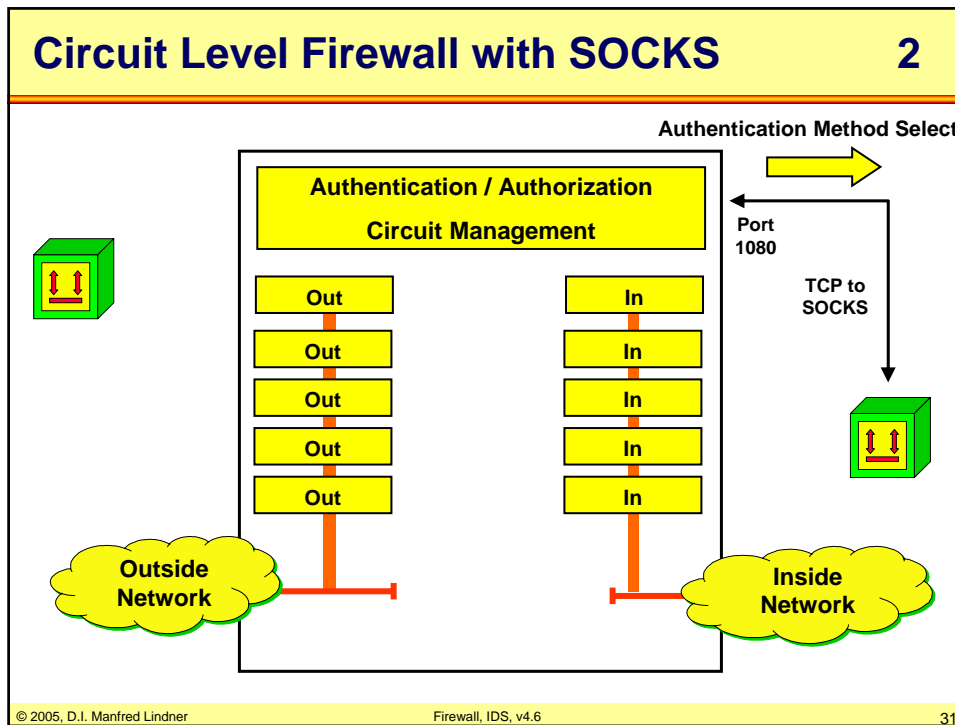 Circuit Level Firewall with SOCKS 2
Authentication Method Select
Authentication / Authorization
Circuit Management
Port
1080
TCP to
SOCKS
Out
In
Out
In
Out
In
Out
In
Out
In
Outside
Network
Inside
Network
© 2005, D.I. Manfred Lindner
Firewall, IDS, v4.6
31